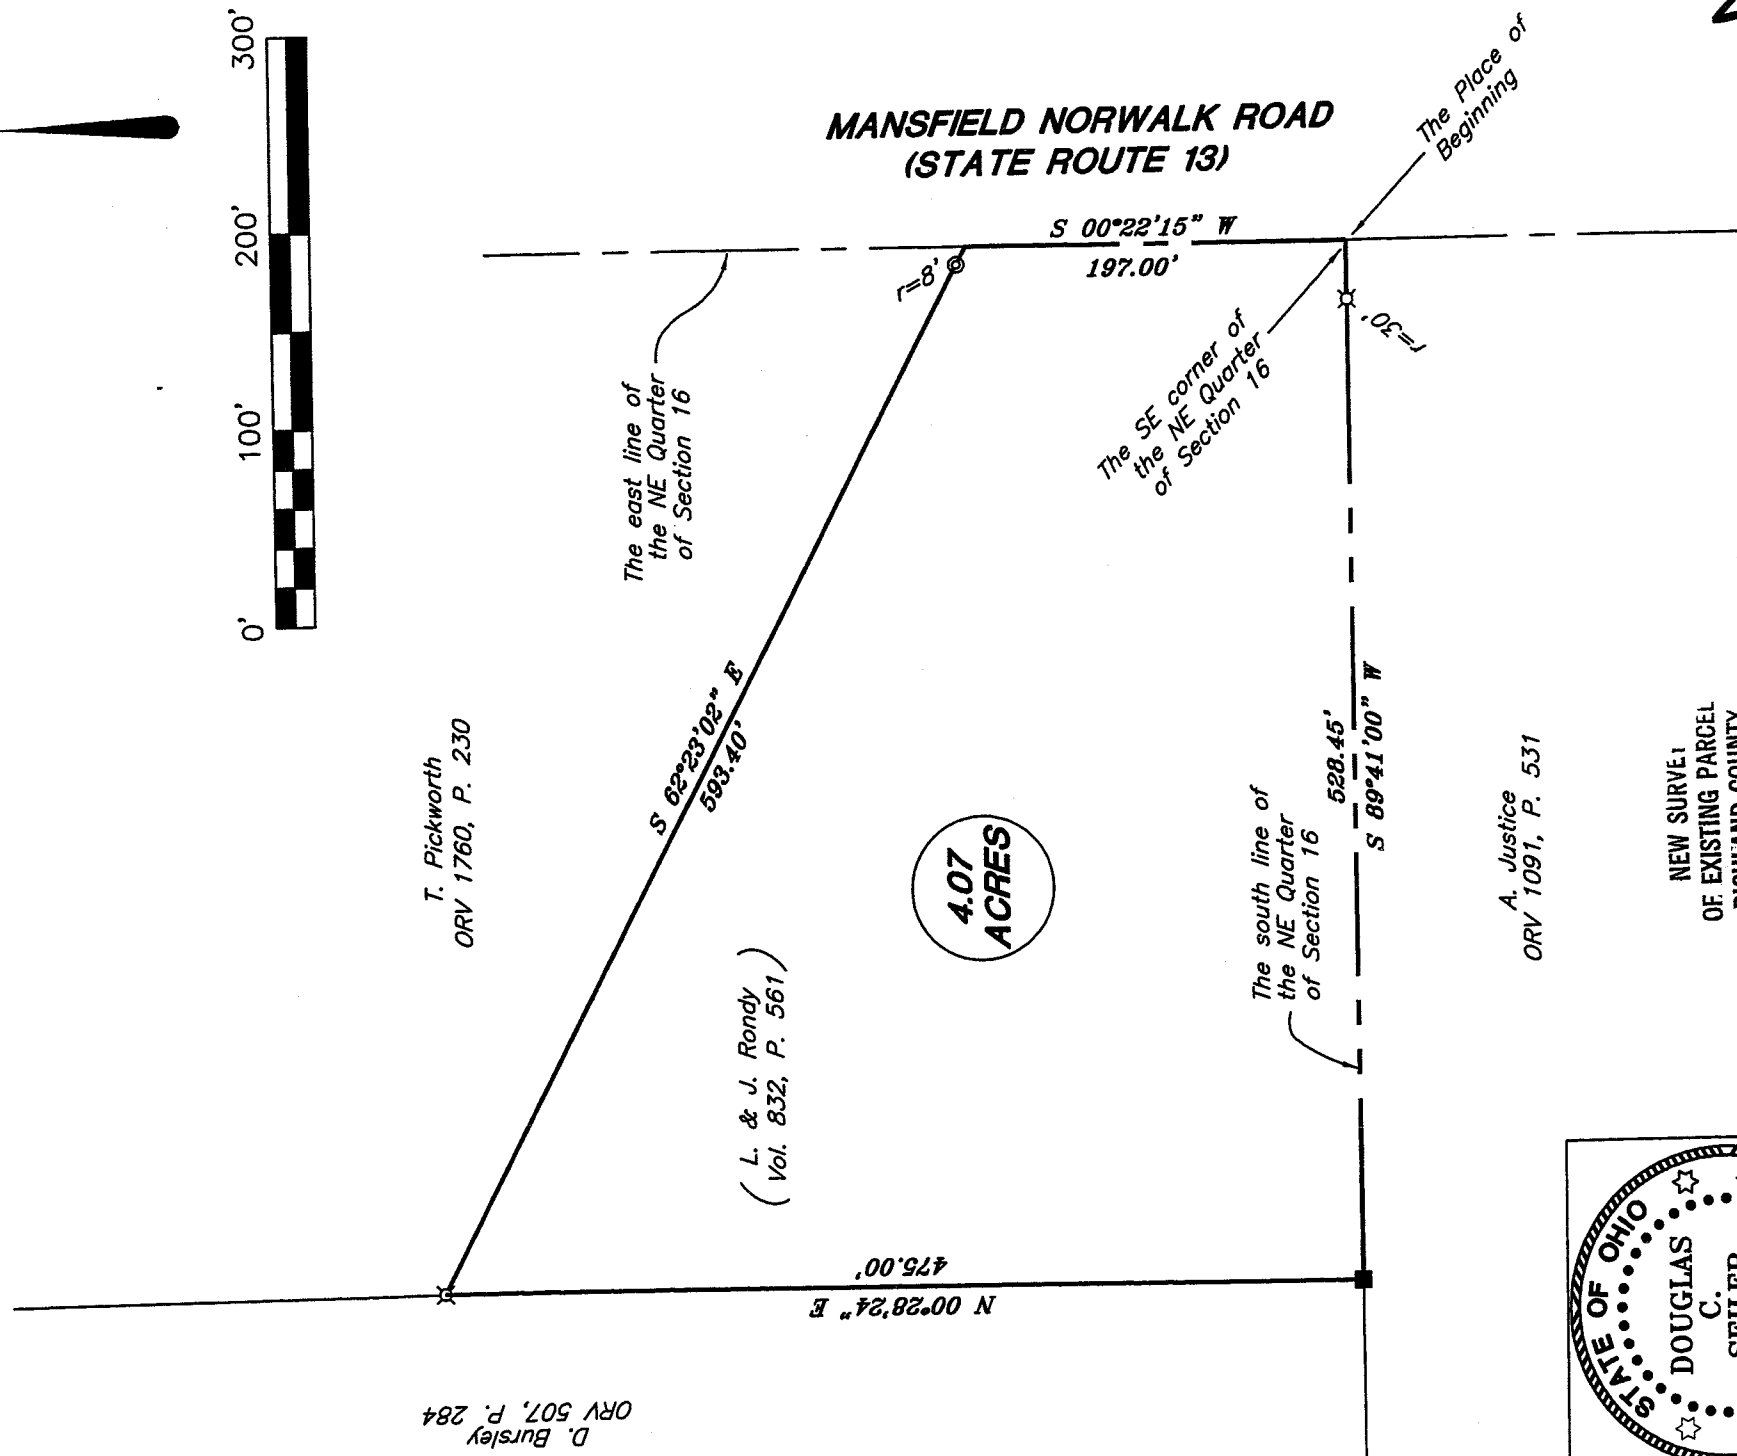 300'
200'
100'
0'
MANSFIELD NORWALK ROAD
(STATE ROUTE 13)
The Place of
Beginning
S 00°22'15" W
197.00'
r=8'
r=30'
The SE corner of
the NE Quarter
of Section 16
The east line of
the NE Quarter
of Section 16
S 62°23'02" E
593.40'
T. Pickworth
ORV 1760, P. 230
4.07
ACRES
528.45'
S 89°41'00" W
The south line of
the NE Quarter
of Section 16
A. Justice
ORV 1091, P. 531
NEW SURVEY
OF EXISTING PARCEL
RICHLAND COUNTY
( L. & J. Rondy )
Vol. 832, P. 561
475.00'
N 00°28'24" E
D. Bursley
ORV 507, P. 284
STATE OF OHIO
DOUGLAS
C.
SEILER